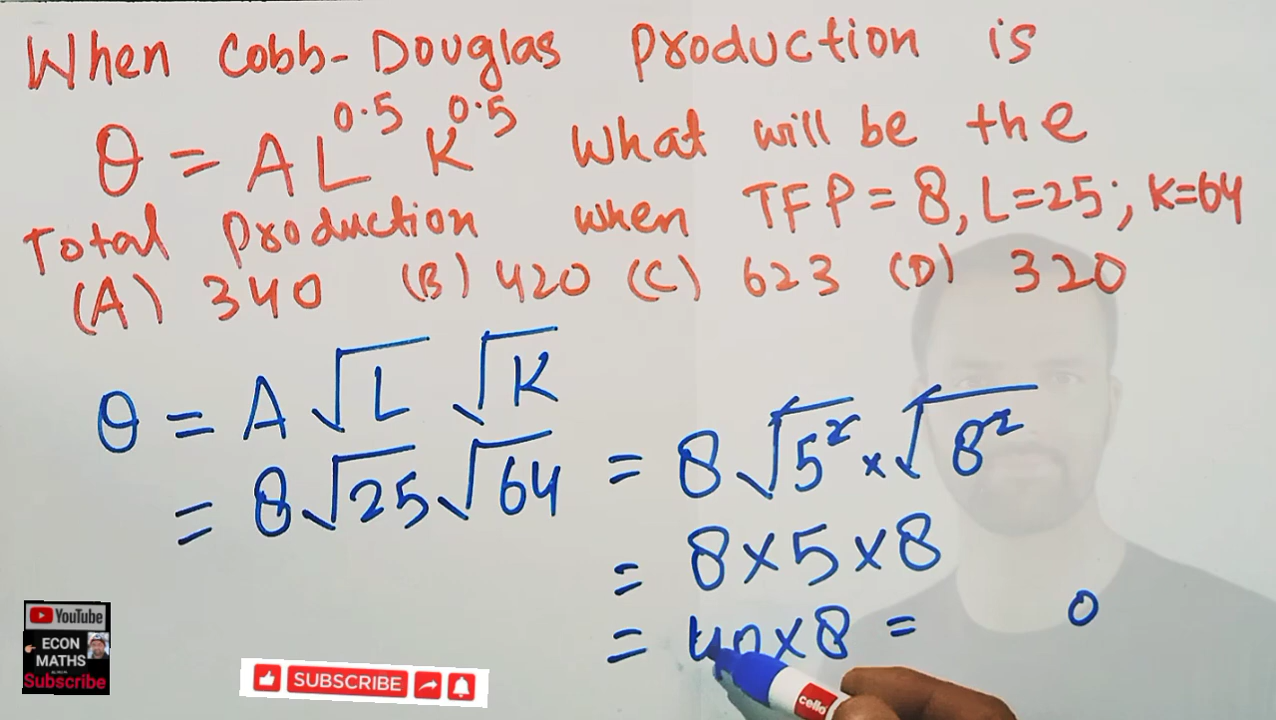 When Cobb-Douglas Production is
θ = A L^0.5 K^0.5 What will be the
Total Production when TFP = 8, L=25; K=64
(A) 340 (B) 420 (C) 623 (D) 320
θ = A √L √K
= 8√25 √64 = 8 √5² × √8²
= 8×5×8
= 40×8 = 0
YouTube
ECON
MATHS
Subscribe
SUBSCRIBE
cello